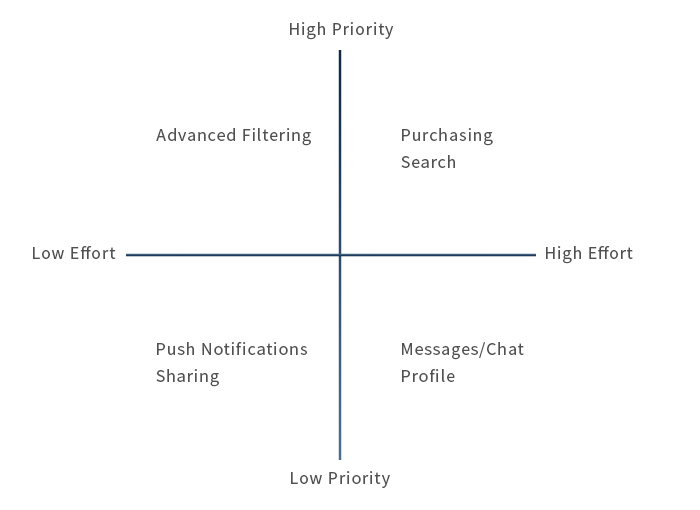 High Priority
Advanced Filtering
Purchasing
Search
Low Effort
High Effort
Push Notifications
Sharing
Messages/Chat
Profile
Low Priority